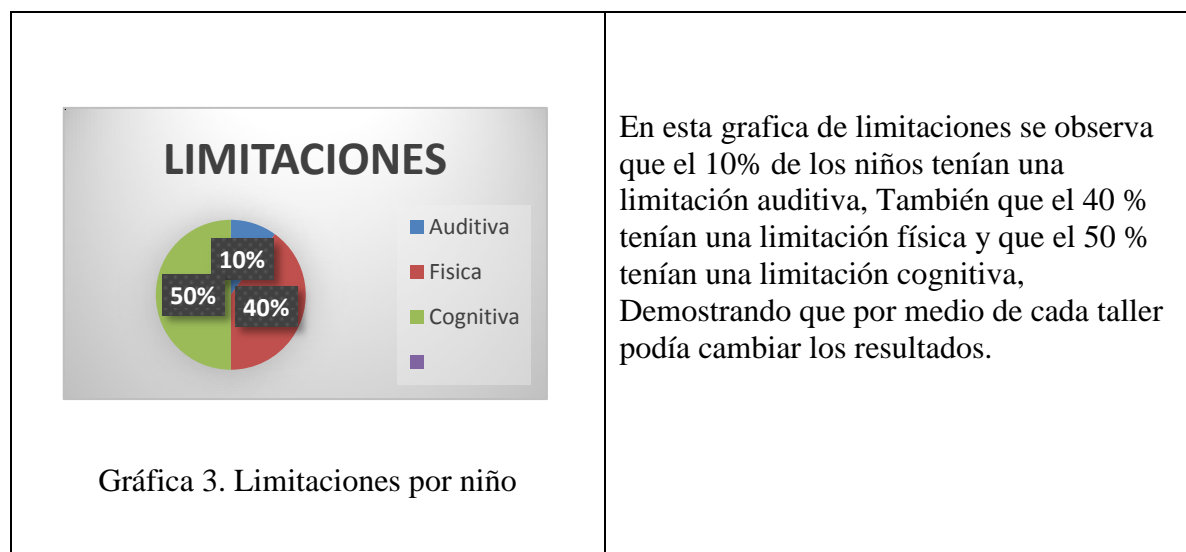 LIMITACIONES
10%
50%
40%
Auditiva
Fisica
Cognitiva
Gráfica 3. Limitaciones por niño
En esta grafica de limitaciones se observa
que el 10% de los niños tenían una
limitación auditiva, También que el 40 %
tenían una limitación física y que el 50 %
tenían una limitación cognitiva,
Demostrando que por medio de cada taller
podía cambiar los resultados.